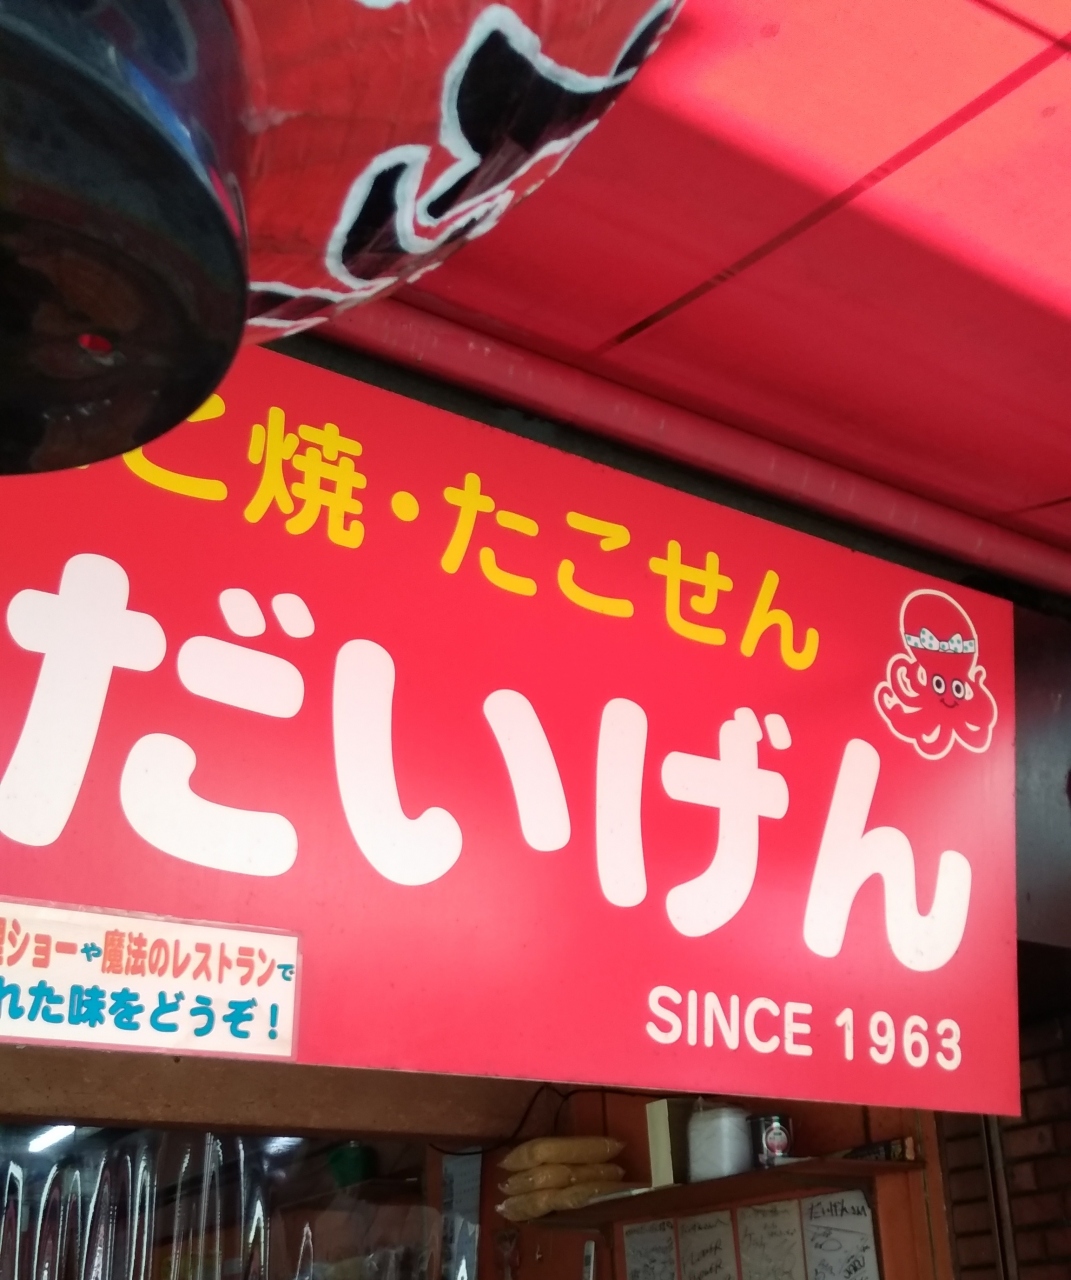 こ焼・たこせん
だいげん
SINCE 1963
ショーや魔法のレストランで
れた味をどうぞ！